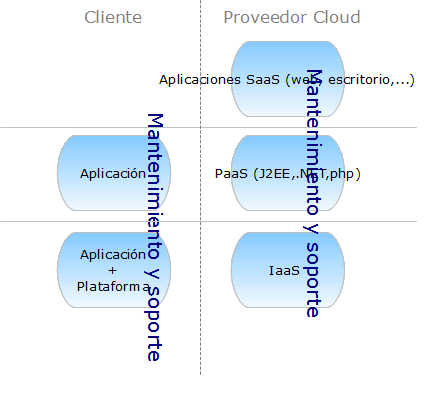 Cliente
Proveedor Cloud
Aplicaciones SaaS (web, escritorio,...)
Aplicación
PaaS (J2EE,.NET,php)
Aplicación
+
Plataforma
IaaS
Mantenimiento y soporte
Mantenimiento y soporte